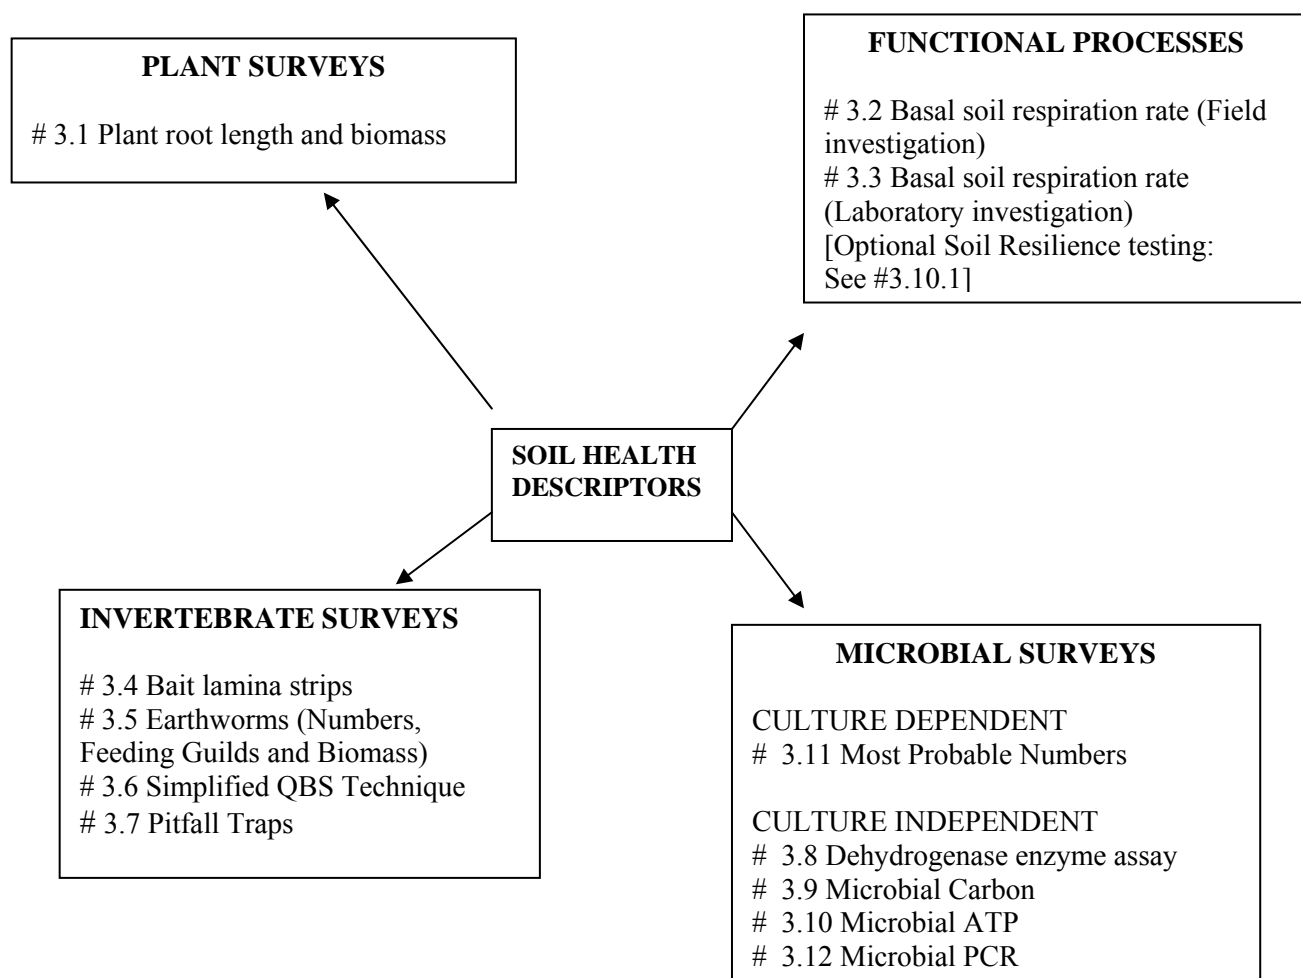 PLANT SURVEYS
# 3.1 Plant root length and biomass
FUNCTIONAL PROCESSES
# 3.2 Basal soil respiration rate (Field
investigation)
# 3.3 Basal soil respiration rate
(Laboratory investigation)
[Optional Soil Resilience testing:
See #3.10.1]
SOIL HEALTH
DESCRIPTORS
INVERTEBRATE SURVEYS
# 3.4 Bait lamina strips
# 3.5 Earthworms (Numbers,
Feeding Guilds and Biomass)
# 3.6 Simplified QBS Technique
# 3.7 Pitfall Traps
MICROBIAL SURVEYS
CULTURE DEPENDENT
# 3.11 Most Probable Numbers
CULTURE INDEPENDENT
# 3.8 Dehydrogenase enzyme assay
# 3.9 Microbial Carbon
# 3.10 Microbial ATP
# 3.12 Microbial PCR